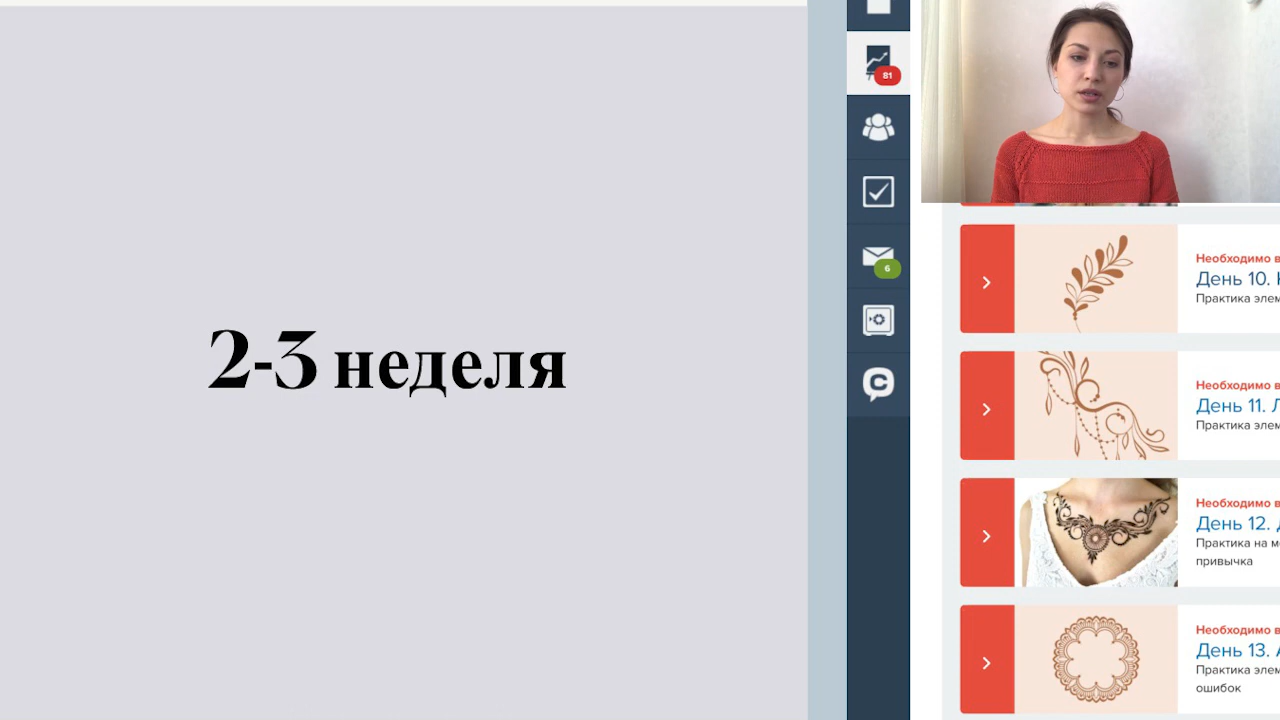 2-3 неделя
81
6
C
Необходимо в
День 10.
Практика элем
Необходимо в
День 11. Л
Практика элем
Необходимо в
День 12.
Практика на м
привычка
Необходимо в
День 13. А
Практика элем
ошибок